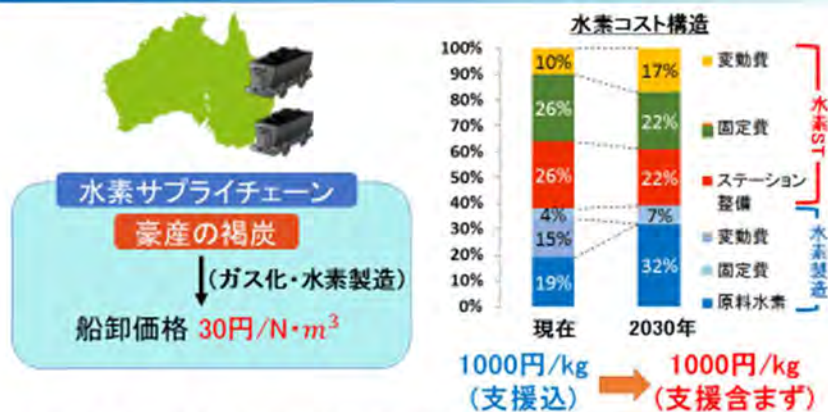 水素サプライチェーン
豪産の褐炭
(ガス化・水素製造)
船卸価格 30円/N・m³
水素コスト構造
100%
90%
80%
70%
60%
50%
40%
30%
20%
10%
0%
10%
26%
26%
4%
15%
19%
17%
22%
22%
7%
32%
現在
2030年
変動費
固定費
ステーション
整備
変動費
固定費
原料水素
水素ST
水素製造
1000円/kg
(支援込)
1000円/kg
(支援含まず)